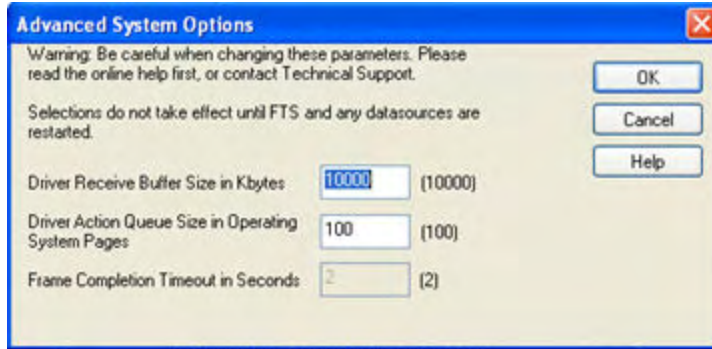 Advanced System Options
Warning: Be careful when changing these parameters. Please
read the online help first, or contact Technical Support.
OK
Selections do not take effect until FTS and any datasources are
restarted.
Cancel
Help
Driver Receive Buffer Size in Kbytes 10000 (10000)
Driver Action Queue Size in Operating
System Pages 100 (100)
Frame Completion Timeout in Seconds 2 (2)